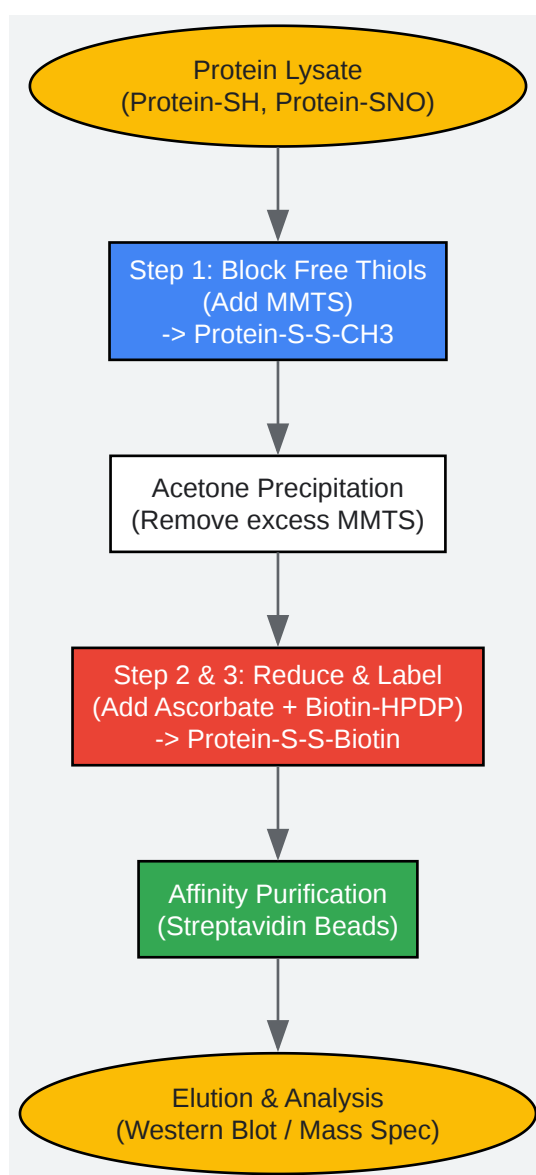 Protein Lysate
(Protein-SH, Protein-SNO)
Step 1: Block Free Thiols
(Add MMTS)
-> Protein-S-S-CH3
Acetone Precipitation
(Remove excess MMTS)
Step 2 & 3: Reduce & Label
(Add Ascorbate + Biotin-HPDP)
-> Protein-S-S-Biotin
Affinity Purification
(Streptavidin Beads)
Elution & Analysis
(Western Blot / Mass Spec)